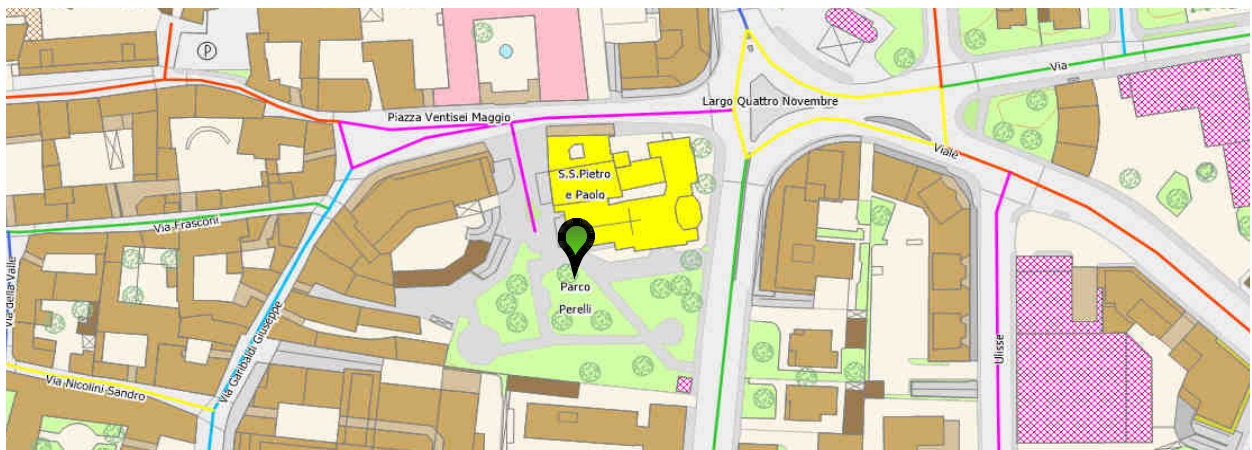 P
Via
Largo Quattro Novembre
Piazza Ventisei Maggio
Viale
S.S.Pietro
e Paolo
Via Frasconi
Via della Valle
Parco
Perelli
Via Garibaldi Giuseppe
Ulisse
Via Nicolini Sandro